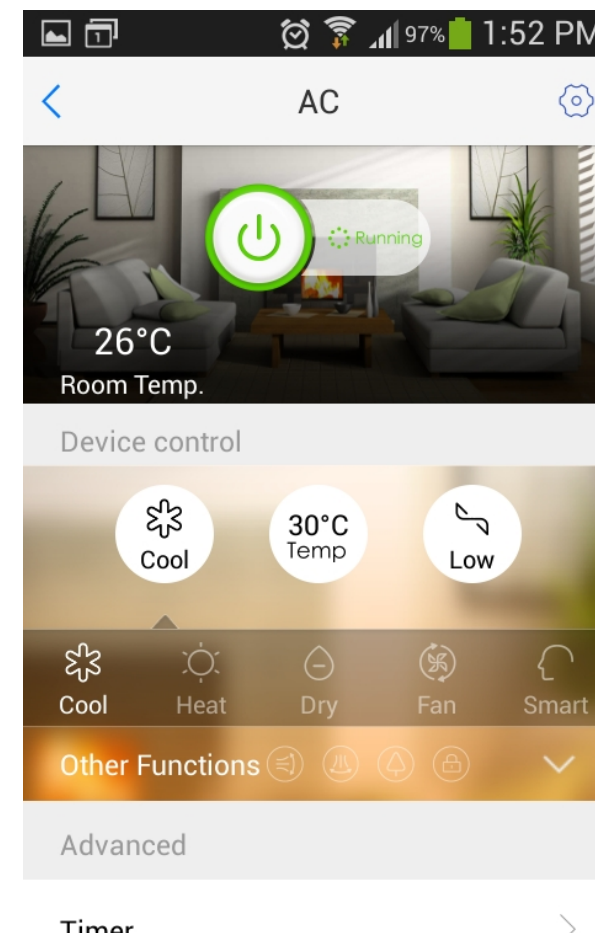 1
97% 1:52 PM
AC
Running
26°C
Room Temp.
Device control
Cool
30°C
Temp
Low
Cool Heat Dry Fan Smart
Other Functions
Advanced
Timer